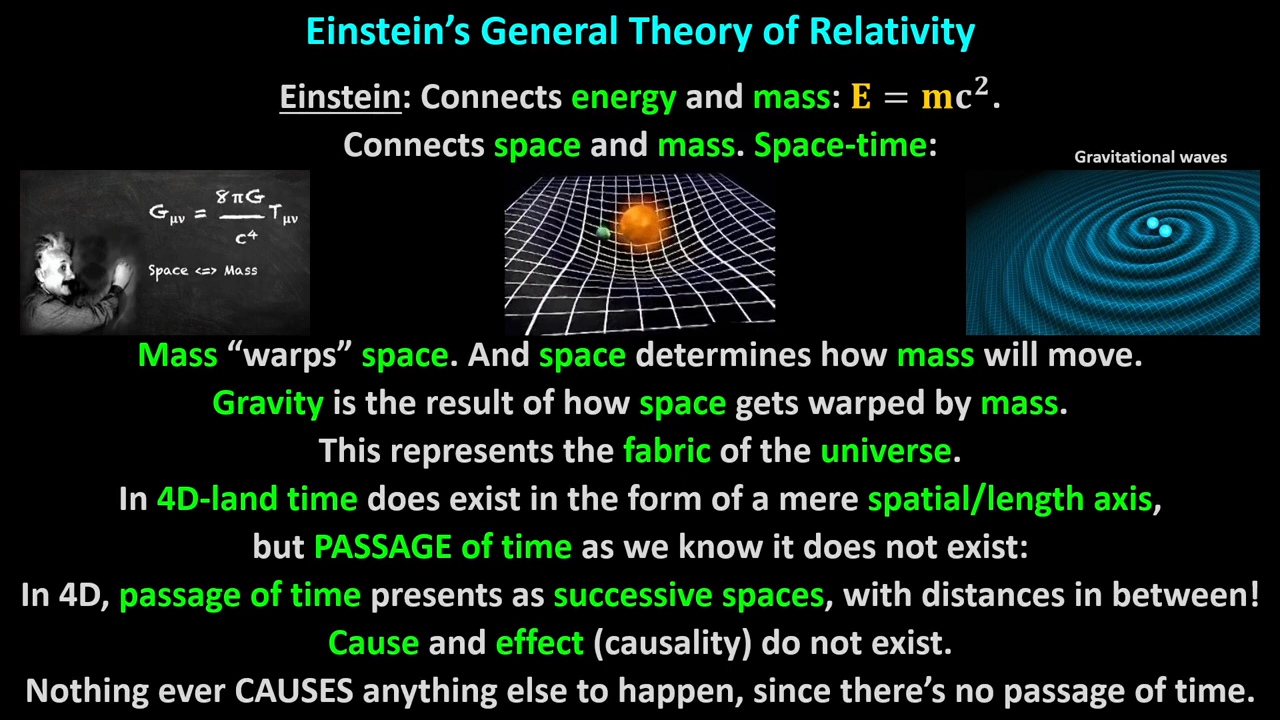 Einstein’s General Theory of Relativity
Einstein: Connects energy and mass: E = mc².
Connects space and mass. Space-time:
Gravitational waves
Gμν = 8πG/c⁴ Tμν
Space <=> Mass
Mass “warps” space. And space determines how mass will move.
Gravity is the result of how space gets warped by mass.
This represents the fabric of the universe.
In 4D-land time does exist in the form of a mere spatial/length axis,
but PASSAGE of time as we know it does not exist:
In 4D, passage of time presents as successive spaces, with distances in between!
Cause and effect (causality) do not exist.
Nothing ever CAUSES anything else to happen, since there’s no passage of time.